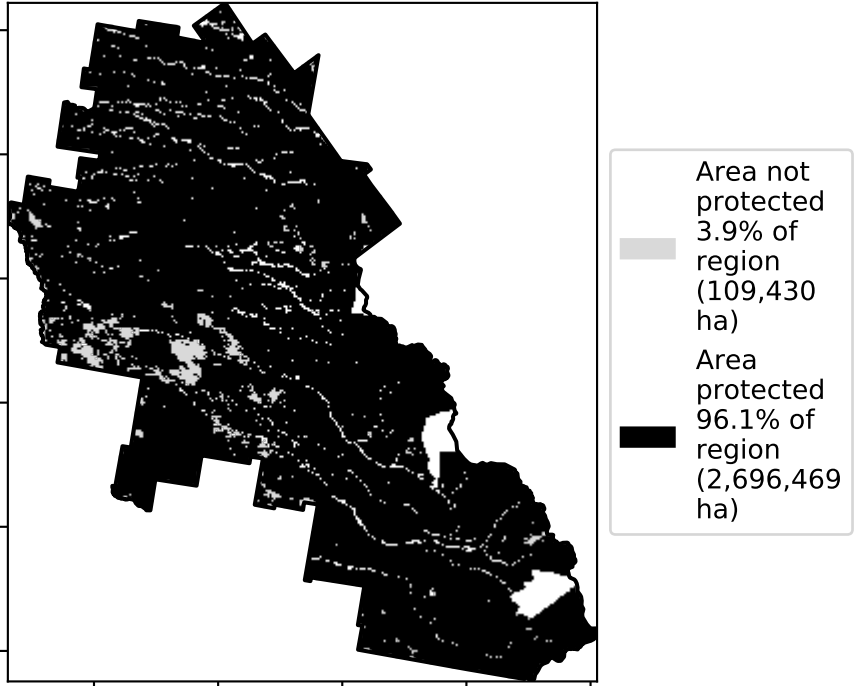 Area not
protected
3.9% of
region
(109,430
ha)
Area
protected
96.1% of
region
(2,696,469
ha)